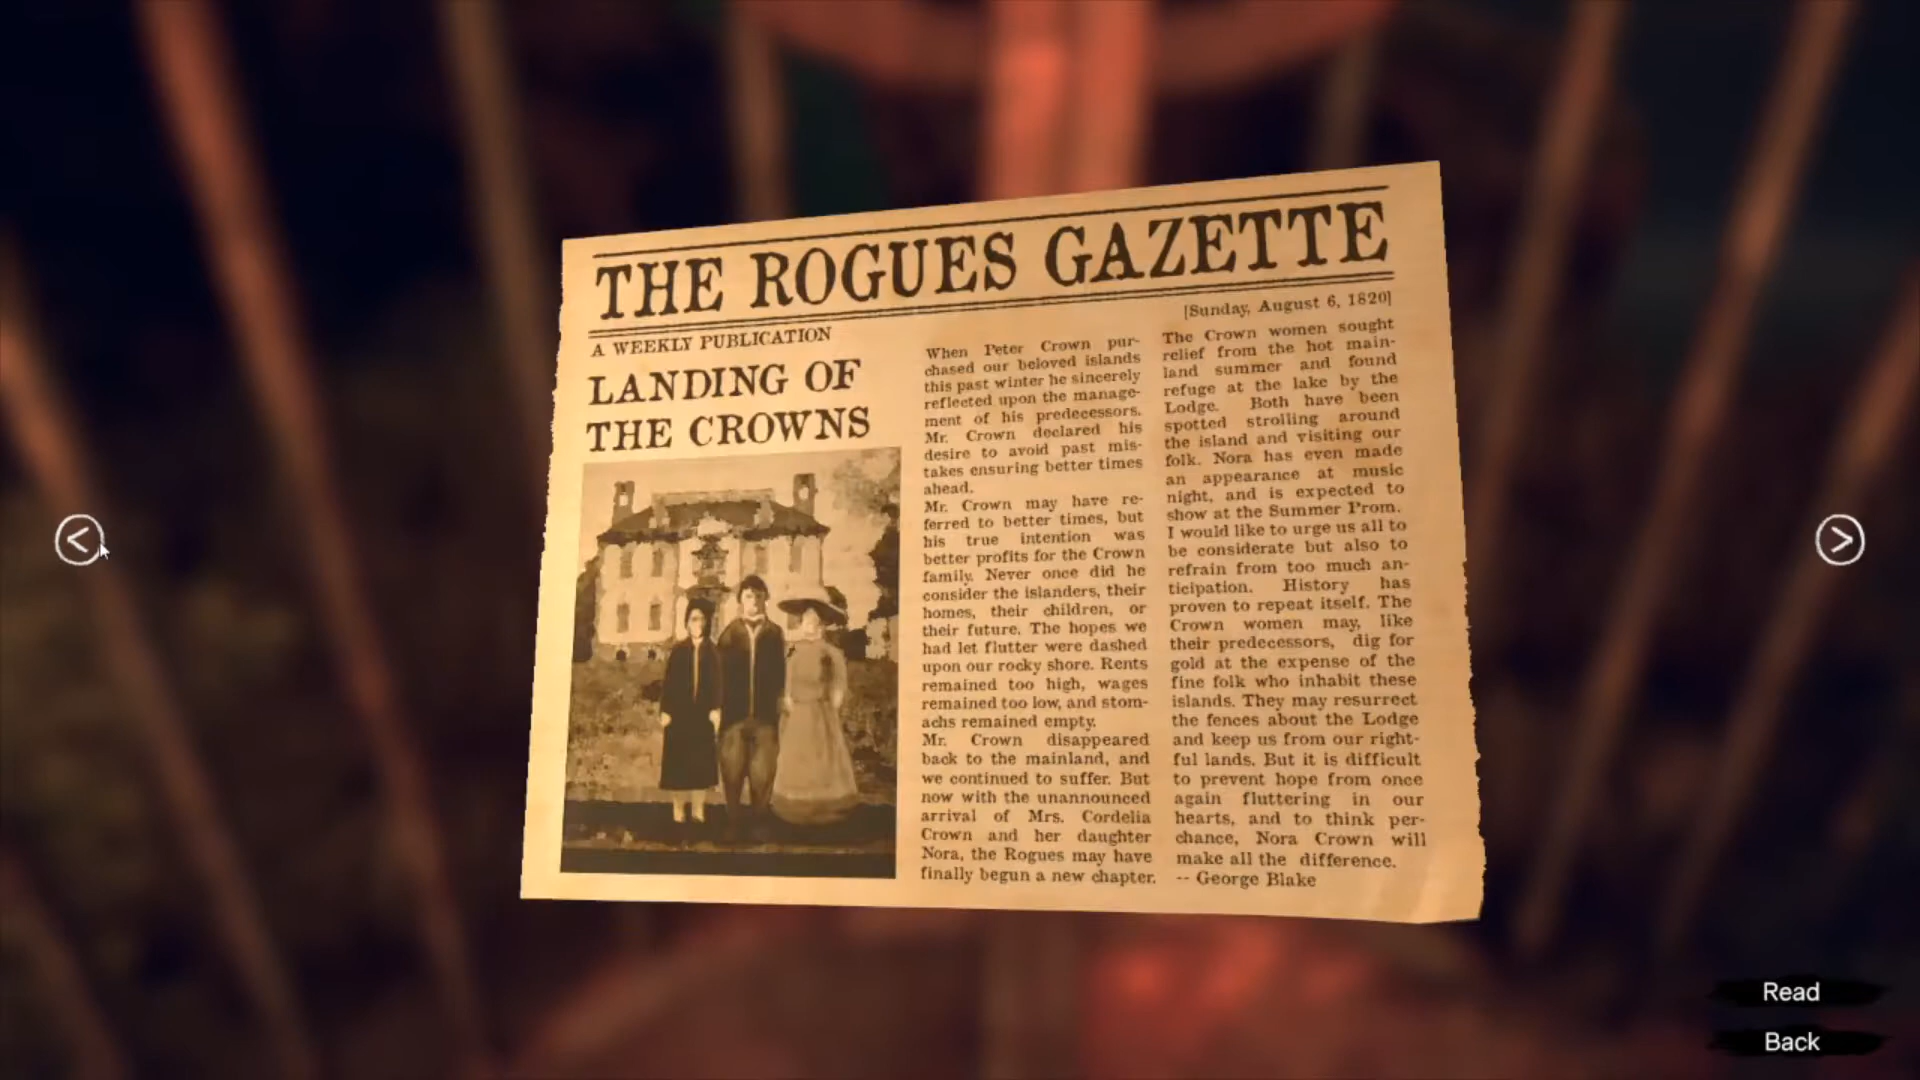 THE ROGUES GAZETTE
[Sunday, August 6, 1820]
A WEEKLY PUBLICATION
LANDING OF
THE CROWNS
When Peter Crown pur-
chased our beloved islands
this past winter he sincerely
reflected upon the manage-
ment of his predecessors.
Mr. Crown declared his
desire to avoid past mis-
takes ensuring better times
ahead.
Mr. Crown may have re-
ferred to better times, but
his true intention was
better profits for the Crown
family. Never once did he
consider the islanders, their
homes, their children, or
their future. The hopes we
had let flutter were dashed
upon our rocky shore. Rents
remained too high, wages
remained too low, and stom-
achs remained empty.
Mr. Crown disappeared
back to the mainland, and
we continued to suffer. But
now with the unannounced
arrival of Mrs. Cordelia
Crown and her daughter
Nora, the Rogues may have
finally begun a new chapter.
The Crown women sought
relief from the hot main-
land summer and found
refuge at the lake by the
Lodge. Both have been
spotted strolling around
the island and visiting our
folk. Nora has even made
an appearance at music
night, and is expected to
show at the Summer Prom.
I would like to urge us all to
be considerate but also to
refrain from too much an-
ticipation. History has
proven to repeat itself. The
Crown women may, like
their predecessors, dig for
gold at the expense of the
fine folk who inhabit these
islands. They may resurrect
the fences about the Lodge
and keep us from our right-
ful lands. But it is difficult
to prevent hope from once
again fluttering in our
hearts, and to think per-
chance, Nora Crown will
make all the difference.
-- George Blake
<
>
Read
Back